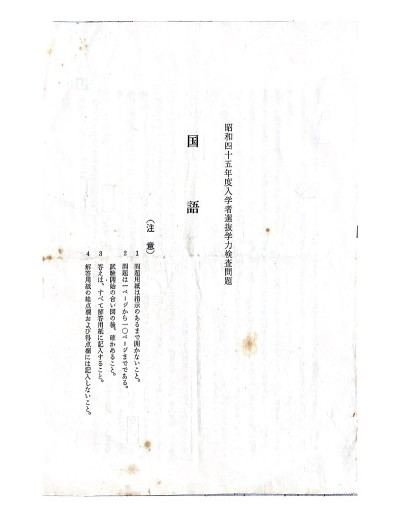 昭和四十五年度入学者選抜学力検査問題
国語
(注意)
1 問題用紙は指示のあるまで開かないこと。
2 問題は一ページから一〇ページまでである。
試験開始の合い図の後、確かめること。
3 答えは、すべて解答用紙に記入すること。
4 解答用紙の総点欄および得点欄には記入しないこと。